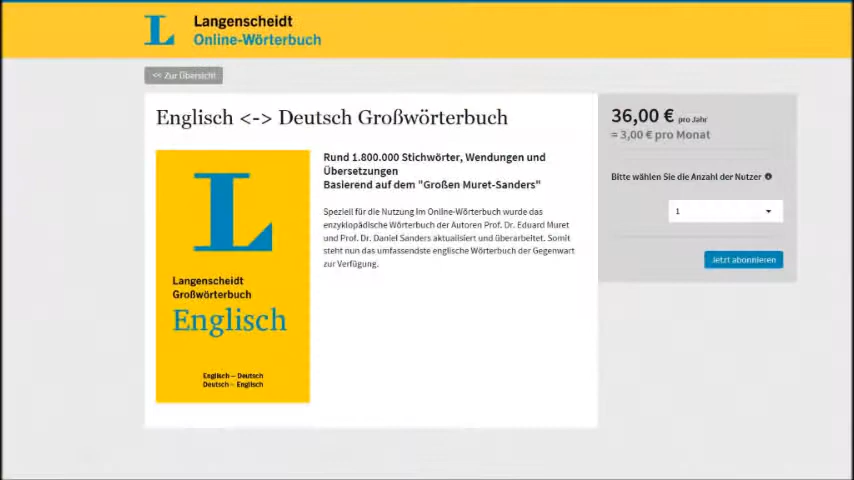 Langenscheidt
Online-Wörterbuch
<< Zur Übersicht
Englisch <-> Deutsch Großwörterbuch
Rund 1.800.000 Stichwörter, Wendungen und
Übersetzungen
Basierend auf dem "Großen Muret-Sanders"
Speziell für die Nutzung im Online-Wörterbuch wurde das
enzyklopädische Wörterbuch der Autoren Prof. Dr. Eduard Muret
und Prof. Dr. Daniel Sanders aktualisiert und überarbeitet. Somit
steht nun das umfassendste englische Wörterbuch der Gegenwart
zur Verfügung.
L
Langenscheidt
Großwörterbuch
Englisch
Englisch – Deutsch
Deutsch – Englisch
36,00 € pro Jahr
= 3,00 € pro Monat
Bitte wählen Sie die Anzahl der Nutzer
1
Jetzt abonnieren